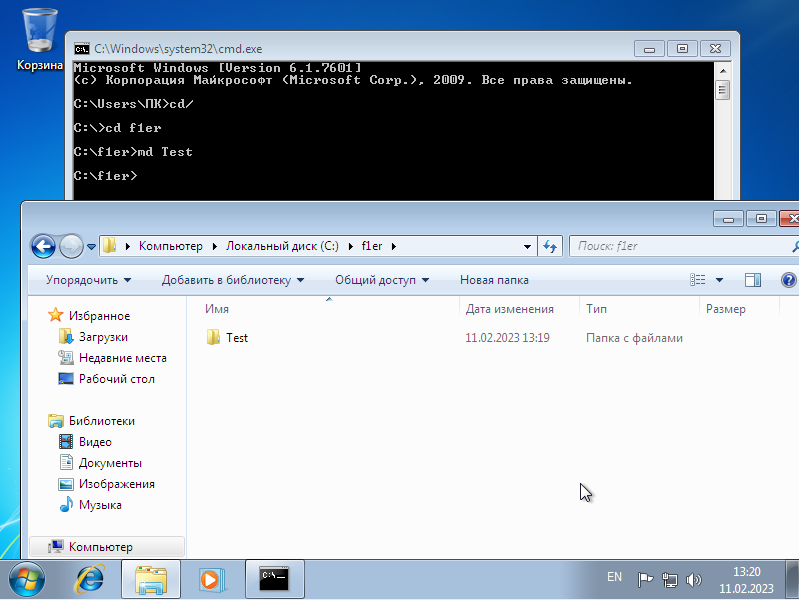 Корзина
C:\Windows\system32\cmd.exe
Microsoft Windows [Version 6.1.7601]
(c) Корпорация Майкрософт (Microsoft Corp.), 2009. Все права защищены.
C:\Users\ПК>cd/
C:\>cd f1er
C:\f1er>md Test
C:\f1er>
Компьютер Локальный диск (C:) f1er
Поиск: f1er
Упорядочить Добавить в библиотеку Общий доступ Новая папка
Имя Дата изменения Тип Размер
Test 11.02.2023 13:19 Папка с файлами
Избранное
Загрузки
Недавние места
Рабочий стол
Библиотеки
Видео
Документы
Изображения
Музыка
Компьютер
C:\_
EN
13:20
11.02.2023